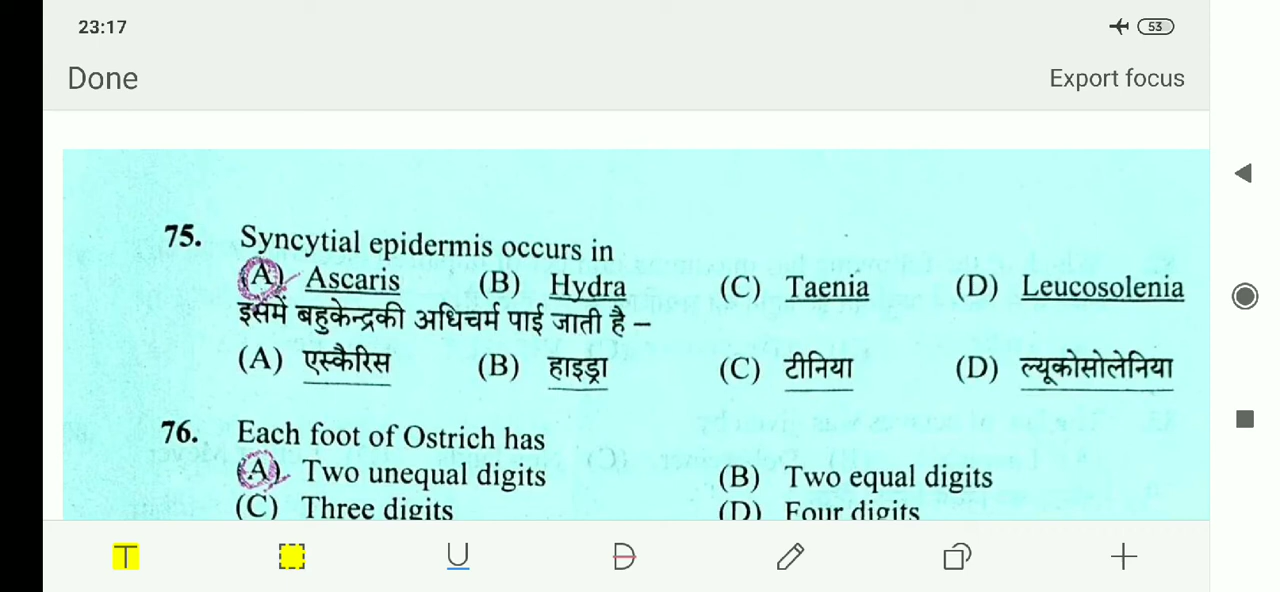 23:17
53
Done
Export focus
75. Syncytial epidermis occurs in
(A) Ascaris (B) Hydra (C) Taenia (D) Leucosolenia
इसमें बहुकेन्द्रकी अधिचर्म पाई जाती है –
(A) एस्कैरिस (B) हाइड्रा (C) टीनिया (D) ल्यूकोसोलेनिया
76. Each foot of Ostrich has
(A) Two unequal digits (B) Two equal digits
(C) Three digits (D) Four digits
T U D